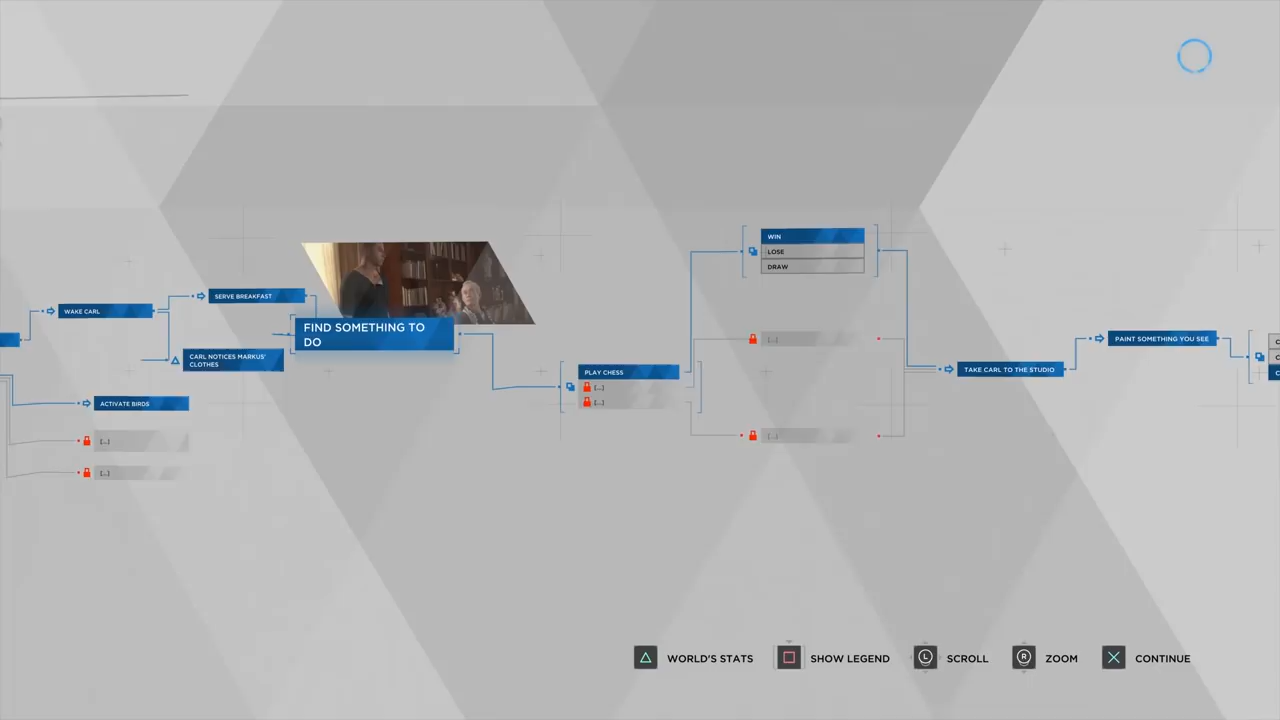 WIN
LOSE
DRAW
SERVE BREAKFAST
WAKE CARL
FIND SOMETHING TO
DO
[...]
PAINT SOMETHING YOU SEE
CARL NOTICES MARKUS'
CLOTHES
TAKE CARL TO THE STUDIO
PLAY CHESS
[...]
[...]
ACTIVATE BIRDS
[...]
[...]
[...]
WORLD'S STATS
SHOW LEGEND
L
SCROLL
R
ZOOM
CONTINUE